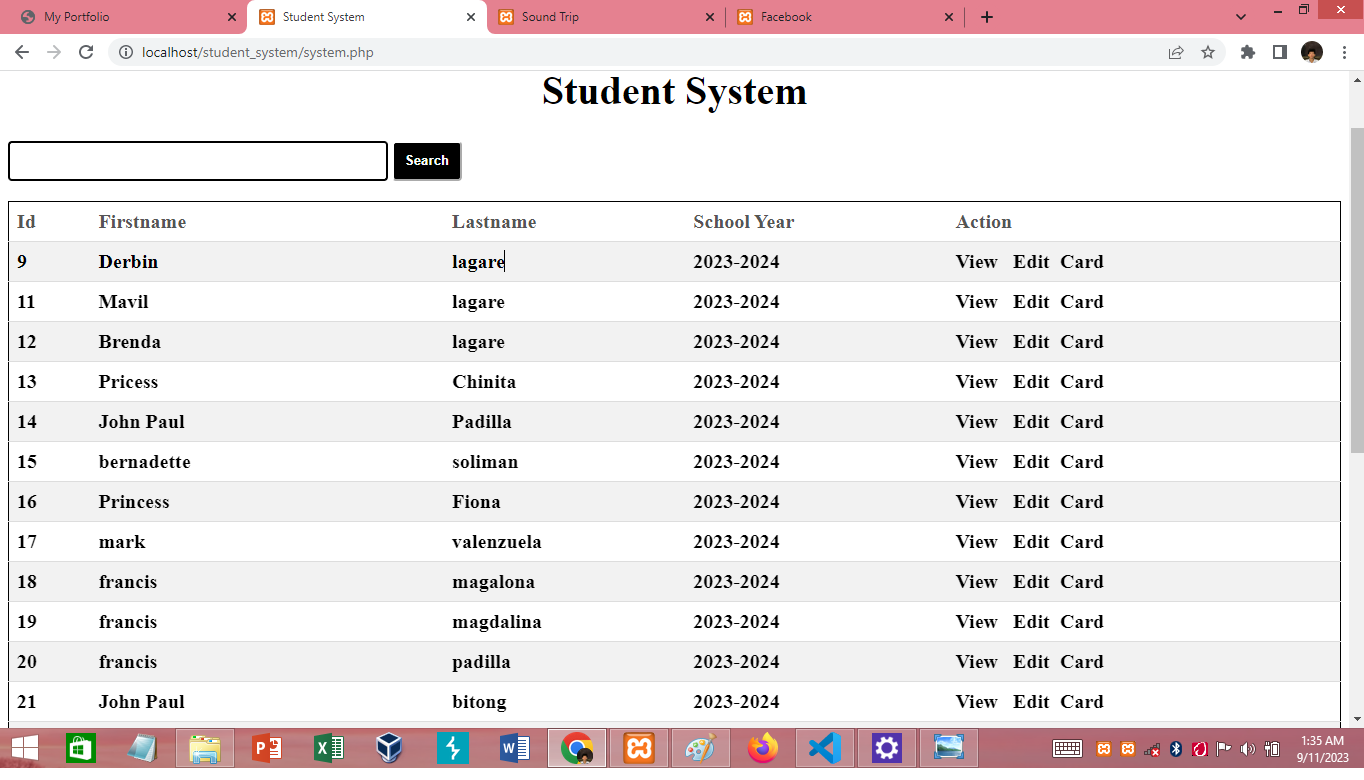 My Portfolio
Student System
Sound Trip
Facebook
localhost/student_system/system.php
Student System
Search
Id Firstname Lastname School Year Action
9 Derbin lagare 2023-2024 View Edit Card
11 Mavil lagare 2023-2024 View Edit Card
12 Brenda lagare 2023-2024 View Edit Card
13 Pricess Chinita 2023-2024 View Edit Card
14 John Paul Padilla 2023-2024 View Edit Card
15 bernadette soliman 2023-2024 View Edit Card
16 Princess Fiona 2023-2024 View Edit Card
17 mark valenzuela 2023-2024 View Edit Card
18 francis magalona 2023-2024 View Edit Card
19 francis magdalina 2023-2024 View Edit Card
20 francis padilla 2023-2024 View Edit Card
21 John Paul bitong 2023-2024 View Edit Card
1:35 AM
9/11/2023